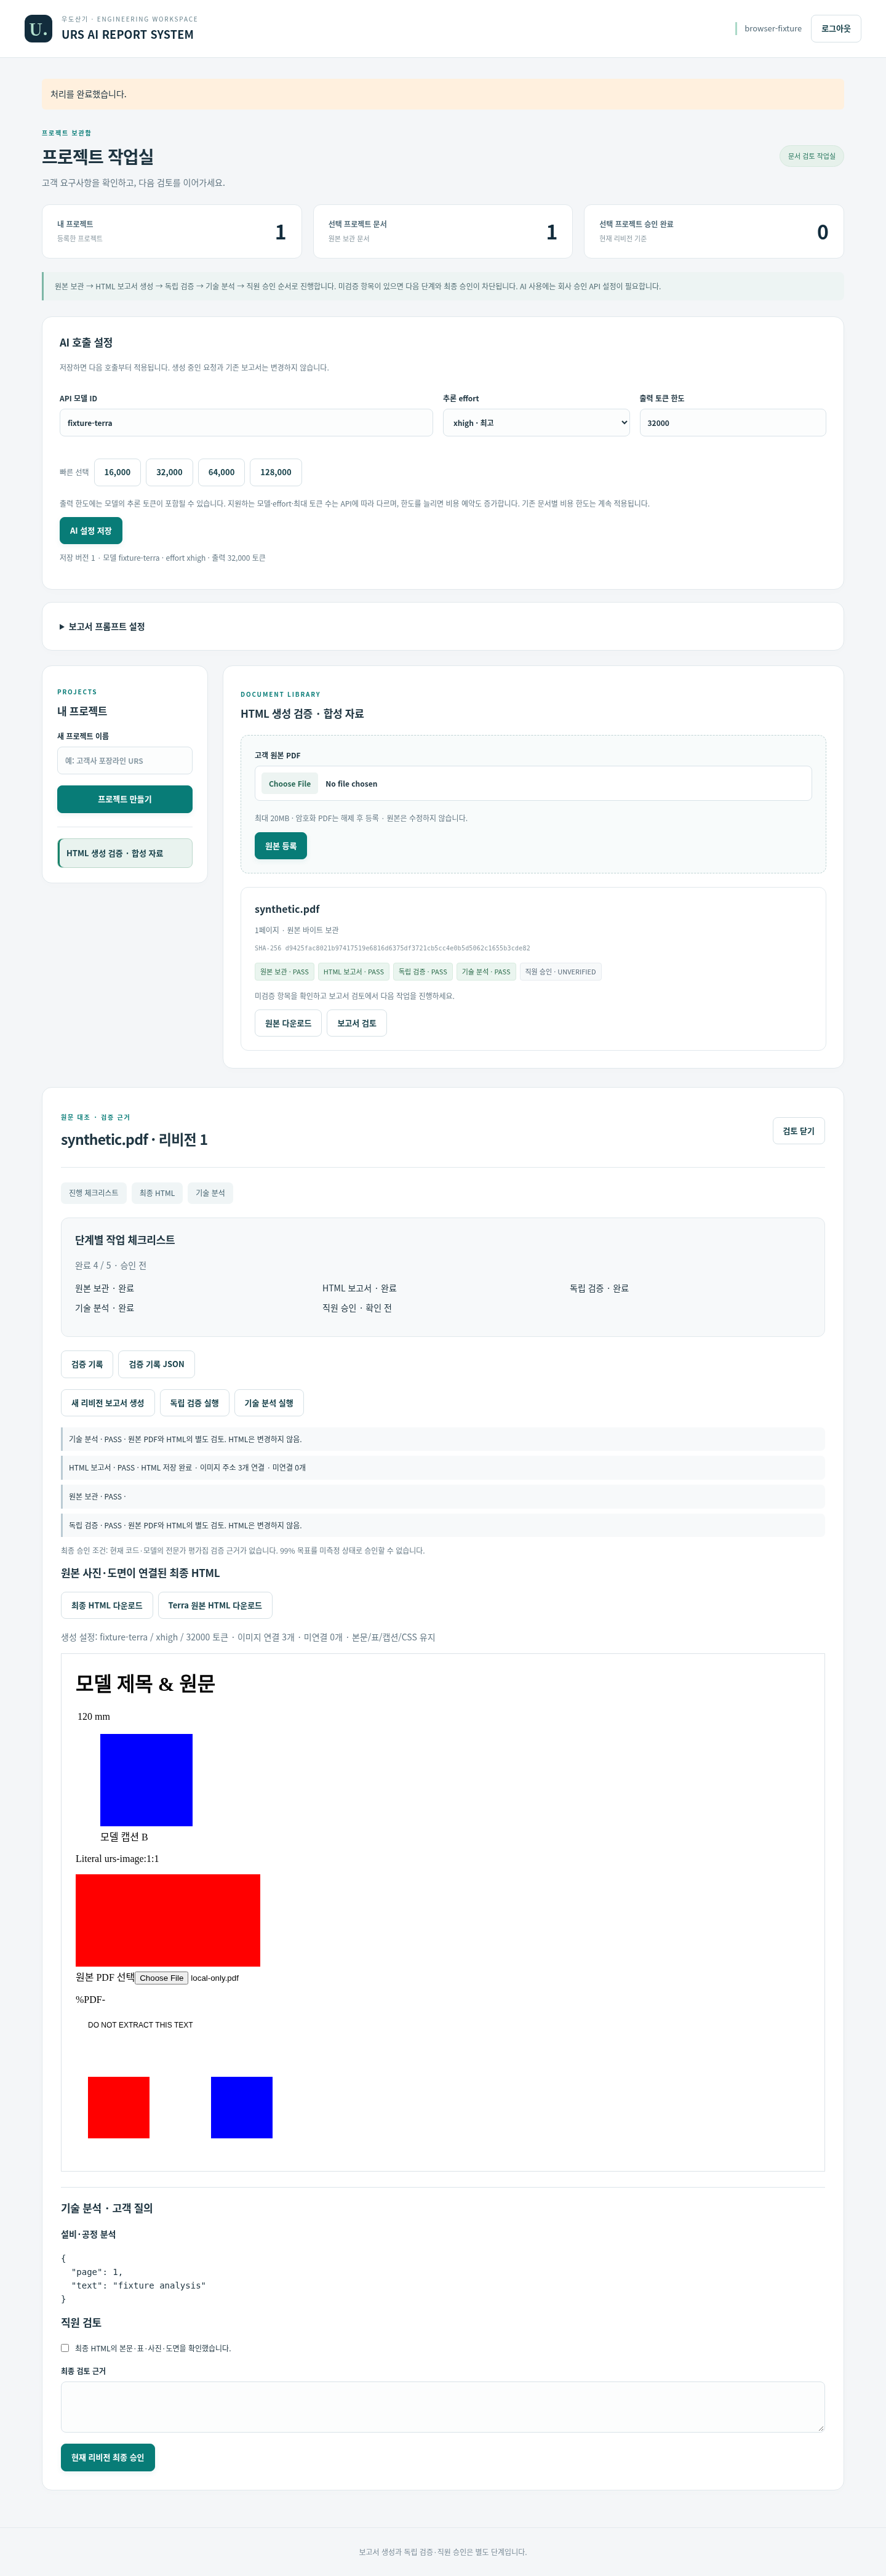 U.
우도산기 · ENGINEERING WORKSPACE
URS AI REPORT SYSTEM
browser-fixture
로그아웃
처리를 완료했습니다.
프로젝트 보관함
프로젝트 작업실
문서 검토 작업실
고객 요구사항을 확인하고, 다음 검토를 이어가세요.
내 프로젝트
등록한 프로젝트
1
선택 프로젝트 문서
원본 보관 문서
1
선택 프로젝트 승인 완료
현재 리비전 기준
0
원본 보관 → HTML 보고서 생성 → 독립 검증 → 기술 분석 → 직원 승인 순서로 진행합니다. 미검증 항목이 있으면 다음 단계와 최종 승인이 차단됩니다. AI 사용에는 회사 승인 API 설정이 필요합니다.
AI 호출 설정
저장하면 다음 호출부터 적용됩니다. 생성 중인 요청과 기존 보고서는 변경하지 않습니다.
API 모델 ID
추론 effort
출력 토큰 한도
fixture-terra
xhigh · 최고
32000
빠른 선택
16,000
32,000
64,000
128,000
출력 한도에는 모델의 추론 토큰이 포함될 수 있습니다. 지원하는 모델·effort·최대 토큰 수는 API에 따라 다르며, 한도를 늘리면 비용 예약도 증가합니다. 기존 문서별 비용 한도는 계속 적용됩니다.
AI 설정 저장
저장 버전 1 · 모델 fixture-terra · effort xhigh · 출력 32,000 토큰
보고서 프롬프트 설정
PROJECTS
내 프로젝트
새 프로젝트 이름
예: 고객사 포장라인 URS
프로젝트 만들기
HTML 생성 검증 · 합성 자료
DOCUMENT LIBRARY
HTML 생성 검증 · 합성 자료
고객 원본 PDF
Choose File No file chosen
최대 20MB · 암호화 PDF는 해제 후 등록 · 원본은 수정하지 않습니다.
원본 등록
synthetic.pdf
1페이지 · 원본 바이트 보관
SHA-256 d9425fac8021b97417519e6816d6375df3721cb5cc4e0b5d5062c1655b3cde82
원본 보관 · PASS
HTML 보고서 · PASS
독립 검증 · PASS
기술 분석 · PASS
직원 승인 · UNVERIFIED
미검증 항목을 확인하고 보고서 검토에서 다음 작업을 진행하세요.
원본 다운로드
보고서 검토
원문 대조 · 검증 근거
synthetic.pdf · 리비전 1
검토 닫기
진행 체크리스트
최종 HTML
기술 분석
단계별 작업 체크리스트
완료 4 / 5 · 승인 전
원본 보관 · 완료
HTML 보고서 · 완료
독립 검증 · 완료
기술 분석 · 완료
직원 승인 · 확인 전
검증 기록
검증 기록 JSON
새 리비전 보고서 생성
독립 검증 실행
기술 분석 실행
기술 분석 · PASS · 원본 PDF와 HTML의 별도 검토. HTML은 변경하지 않음.
HTML 보고서 · PASS · HTML 저장 완료 · 이미지 주소 3개 연결 · 미연결 0개
원본 보관 · PASS ·
독립 검증 · PASS · 원본 PDF와 HTML의 별도 검토. HTML은 변경하지 않음.
최종 승인 조건: 현재 코드·모델의 전문가 평가집 검증 근거가 없습니다. 99% 목표를 미측정 상태로 승인할 수 없습니다.
원본 사진·도면이 연결된 최종 HTML
최종 HTML 다운로드
Terra 원본 HTML 다운로드
생성 설정: fixture-terra / xhigh / 32000 토큰 · 이미지 연결 3개 · 미연결 0개 · 본문/표/캡션/CSS 유지
모델 제목 & 원문
120 mm
모델 캡션 B
Literal urs-image:1:1
원본 PDF 선택 Choose File local-only.pdf
%PDF-
DO NOT EXTRACT THIS TEXT
기술 분석 · 고객 질의
설비·공정 분석
{
"page": 1,
"text": "fixture analysis"
}
직원 검토
최종 HTML의 본문·표·사진·도면을 확인했습니다.
최종 검토 근거
현재 리비전 최종 승인
보고서 생성과 독립 검증·직원 승인은 별도 단계입니다.